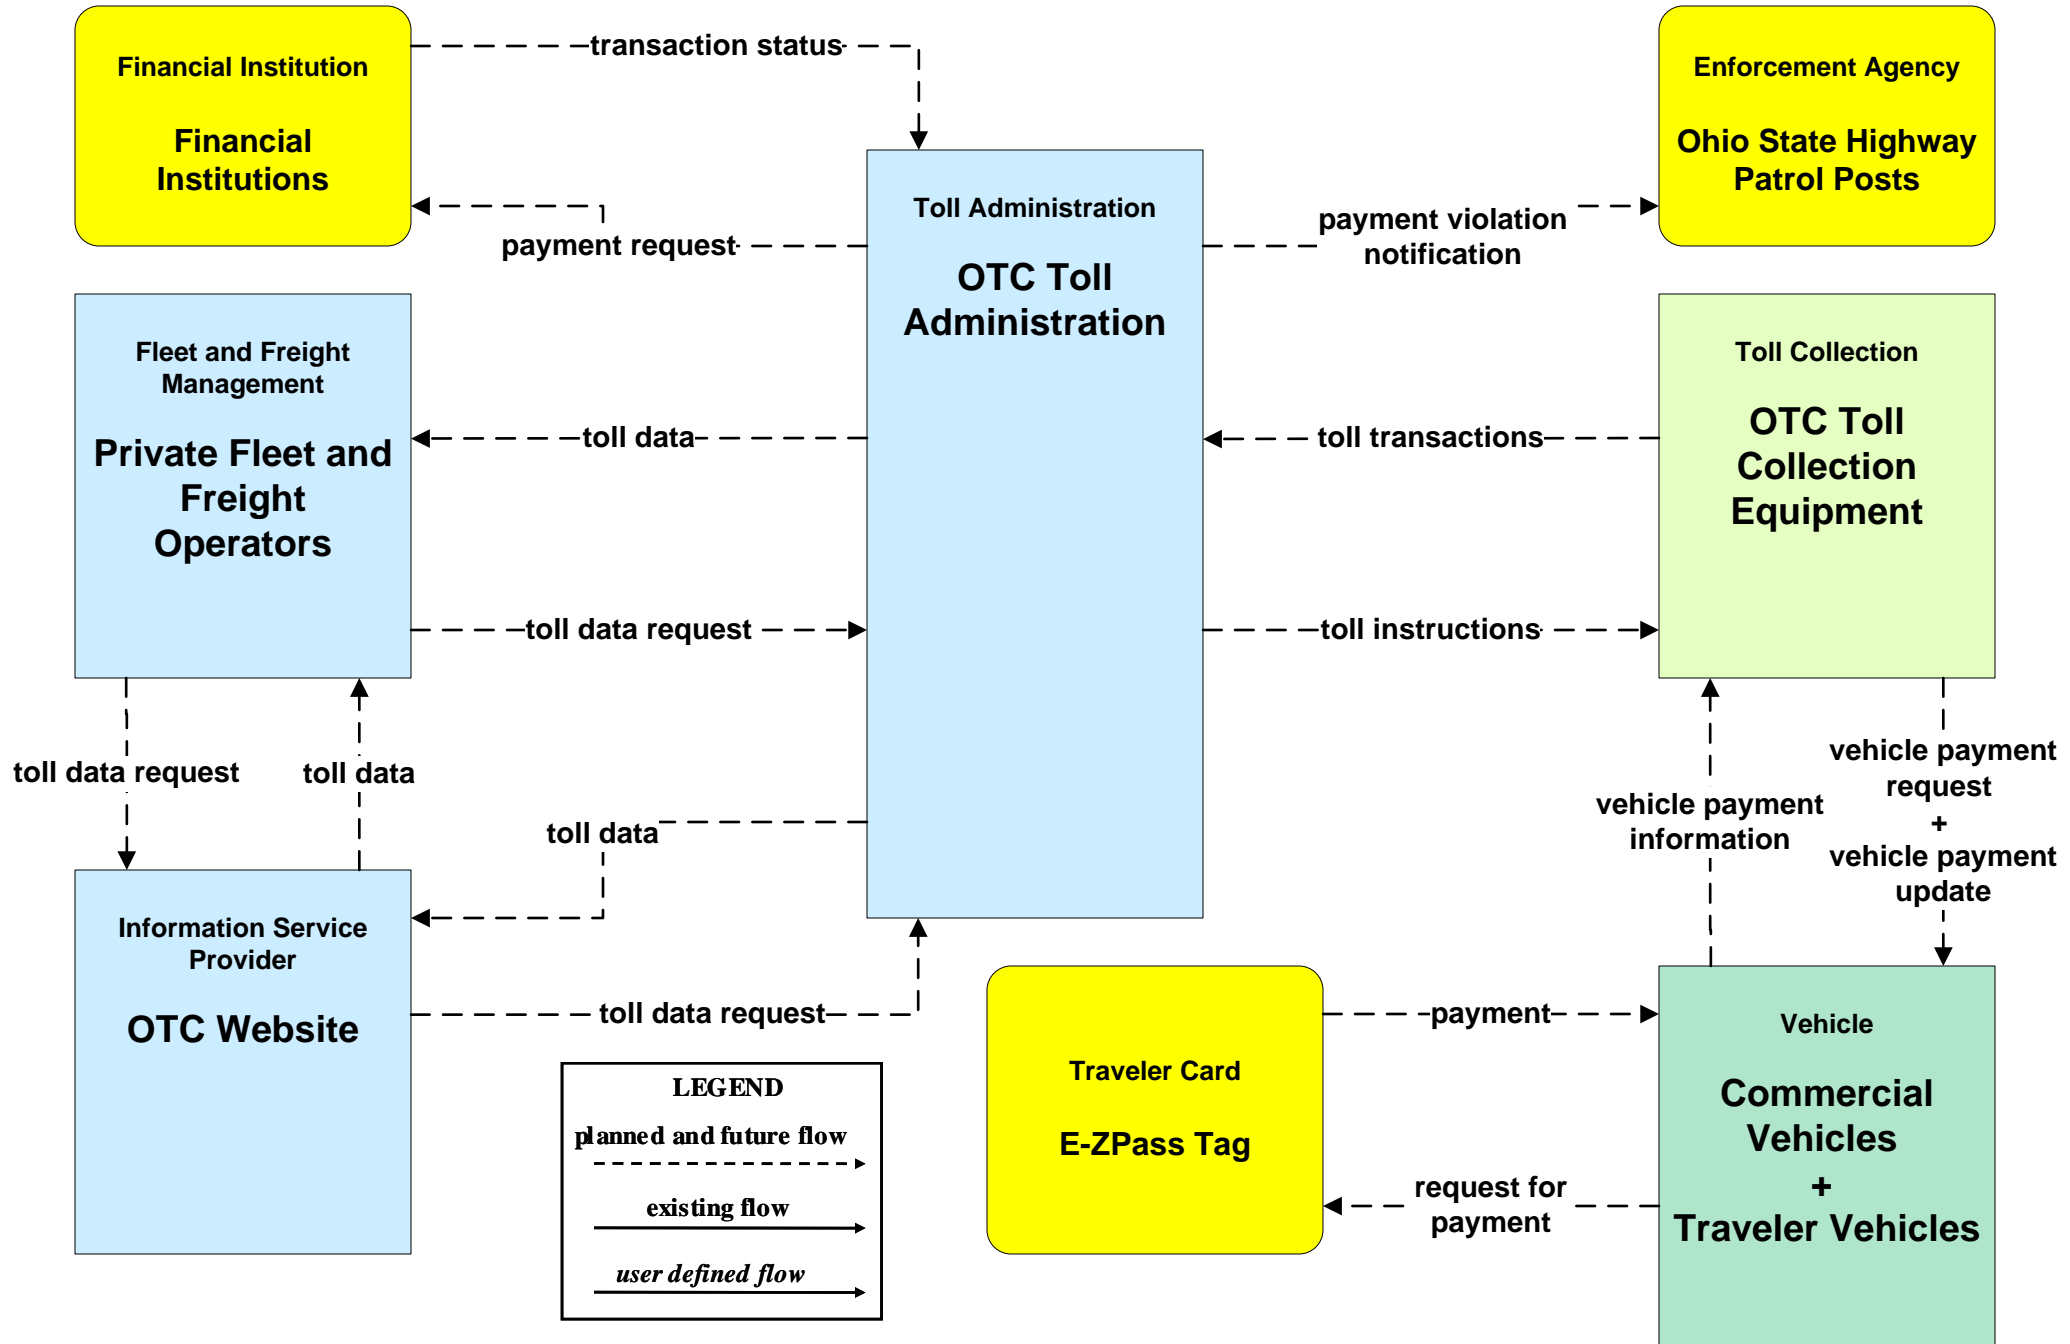 Financial Institution
Financial
Institutions
transaction status
payment request
Enforcement Agency
Ohio State Highway
Patrol Posts
Toll Administration
OTC Toll
Administration
payment violation
notification
Fleet and Freight
Management
Private Fleet and
Freight
Operators
toll data
toll data request
toll transactions
toll instructions
Toll Collection
OTC Toll
Collection
Equipment
toll data request
toll data
toll data
vehicle payment
information
vehicle payment
request
+
vehicle payment
update
Information Service
Provider
OTC Website
toll data request
Traveler Card
E-ZPass Tag
payment
request for
payment
Vehicle
Commercial
Vehicles
+
Traveler Vehicles
LEGEND
planned and future flow
existing flow
user defined flow